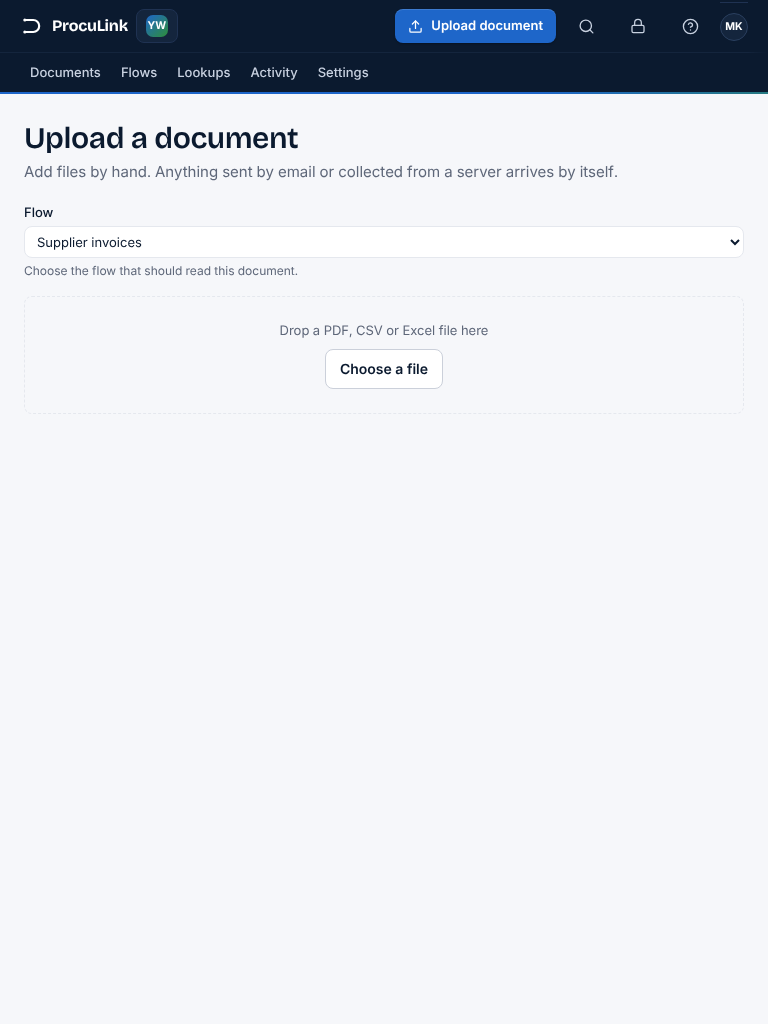 ProcuLink
YW
Upload document
MK
Documents
Flows
Lookups
Activity
Settings
Upload a document
Add files by hand. Anything sent by email or collected from a server arrives by itself.
Flow
Supplier invoices
Choose the flow that should read this document.
Drop a PDF, CSV or Excel file here
Choose a file